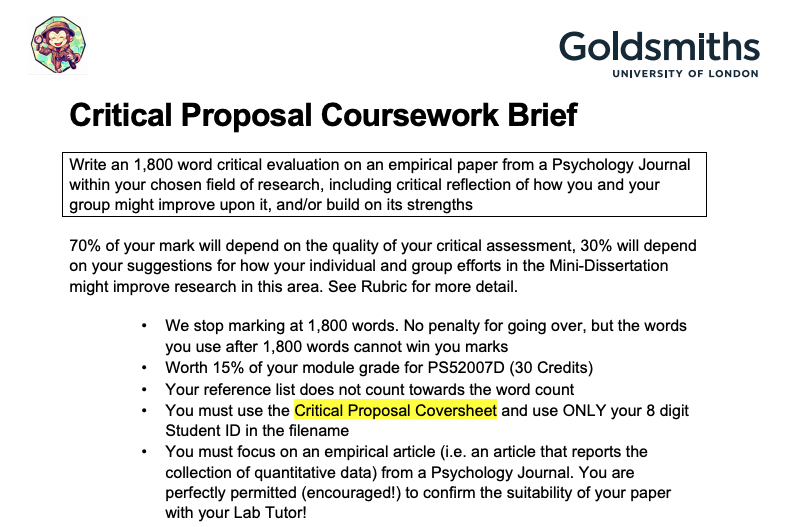 Goldsmiths
UNIVERSITY OF LONDON
Critical Proposal Coursework Brief
Write an 1,800 word critical evaluation on an empirical paper from a Psychology Journal
within your chosen field of research, including critical reflection of how you and your
group might improve upon it, and/or build on its strengths
70% of your mark will depend on the quality of your critical assessment, 30% will depend
on your suggestions for how your individual and group efforts in the Mini-Dissertation
might improve research in this area. See Rubric for more detail.
• We stop marking at 1,800 words. No penalty for going over, but the words
you use after 1,800 words cannot win you marks
• Worth 15% of your module grade for PS52007D (30 Credits)
• Your reference list does not count towards the word count
• You must use the Critical Proposal Coversheet and use ONLY your 8 digit
Student ID in the filename
• You must focus on an empirical article (i.e. an article that reports the
collection of quantitative data) from a Psychology Journal. You are
perfectly permitted (encouraged!) to confirm the suitability of your paper
with your Lab Tutor!